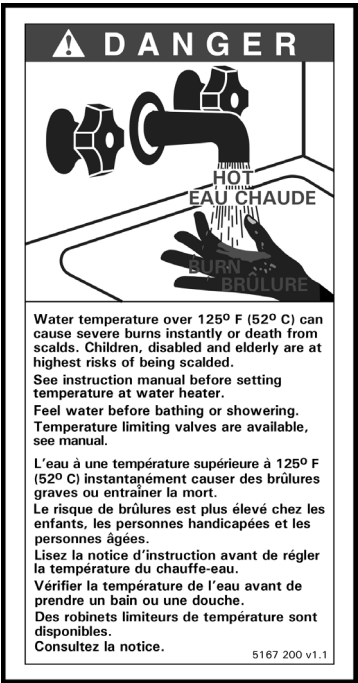 DANGER
HOT
EAU CHAUDE
BURN
BRÛLURE
Water temperature over 125º F (52º C) can
cause severe burns instantly or death from
scalds. Children, disabled and elderly are at
highest risks of being scalded.
See instruction manual before setting
temperature at water heater.
Feel water before bathing or showering.
Temperature limiting valves are available,
see manual.
L'eau à une température supérieure à 125º F
(52º C) instantanément causer des brûlures
graves ou entraîner la mort.
Le risque de brûlures est plus élevé chez les
enfants, les personnes handicapées et les
personnes âgées.
Lisez la notice d'instruction avant de régler
la température du chauffe-eau.
Vérifier la température de l'eau avant de
prendre un bain ou une douche.
Des robinets limiteurs de température sont
disponibles.
Consultez la notice.
5167 200 v1.1